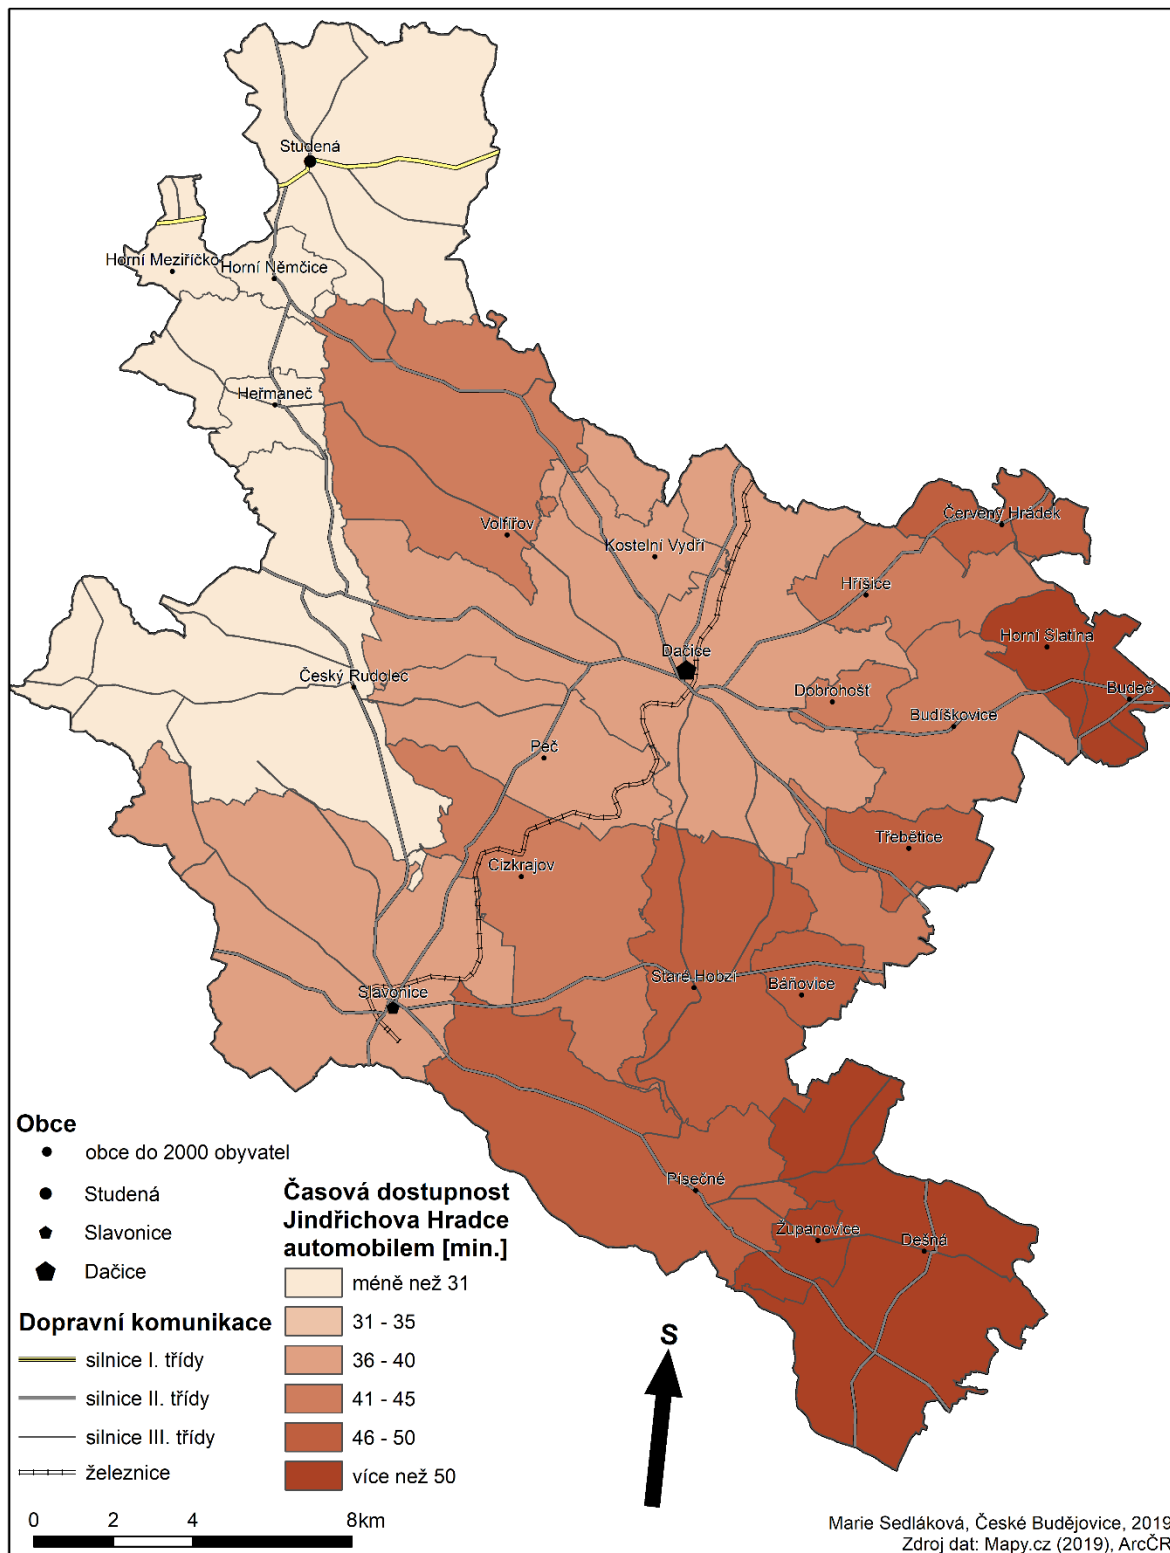 Studená
Horní Meziříčko
Horní Němčice
Heřmaneč
Volfířov
Kostelní Vydří
Červený Hrádek
Hříšice
Horní Slatina
Dačice
Český Rudolec
Dobrohošť
Budeč
Budíškovice
Peč
Třebětice
Cizkrajov
Staré Hobzí
Báňovice
Slavonice
Písečné
Županovice
Dešná
Obce
obce do 2000 obyvatel
Studená
Slavonice
Dačice
Dopravní komunikace
silnice I. třídy
silnice II. třídy
silnice III. třídy
železnice
Časová dostupnost
Jindřichova Hradce
automobilem [min.]
méně než 31
31 - 35
36 - 40
41 - 45
46 - 50
více než 50
S
0 2 4 8km
Marie Sedláková, České Budějovice, 2019
Zdroj dat: Mapy.cz (2019), ArcČR